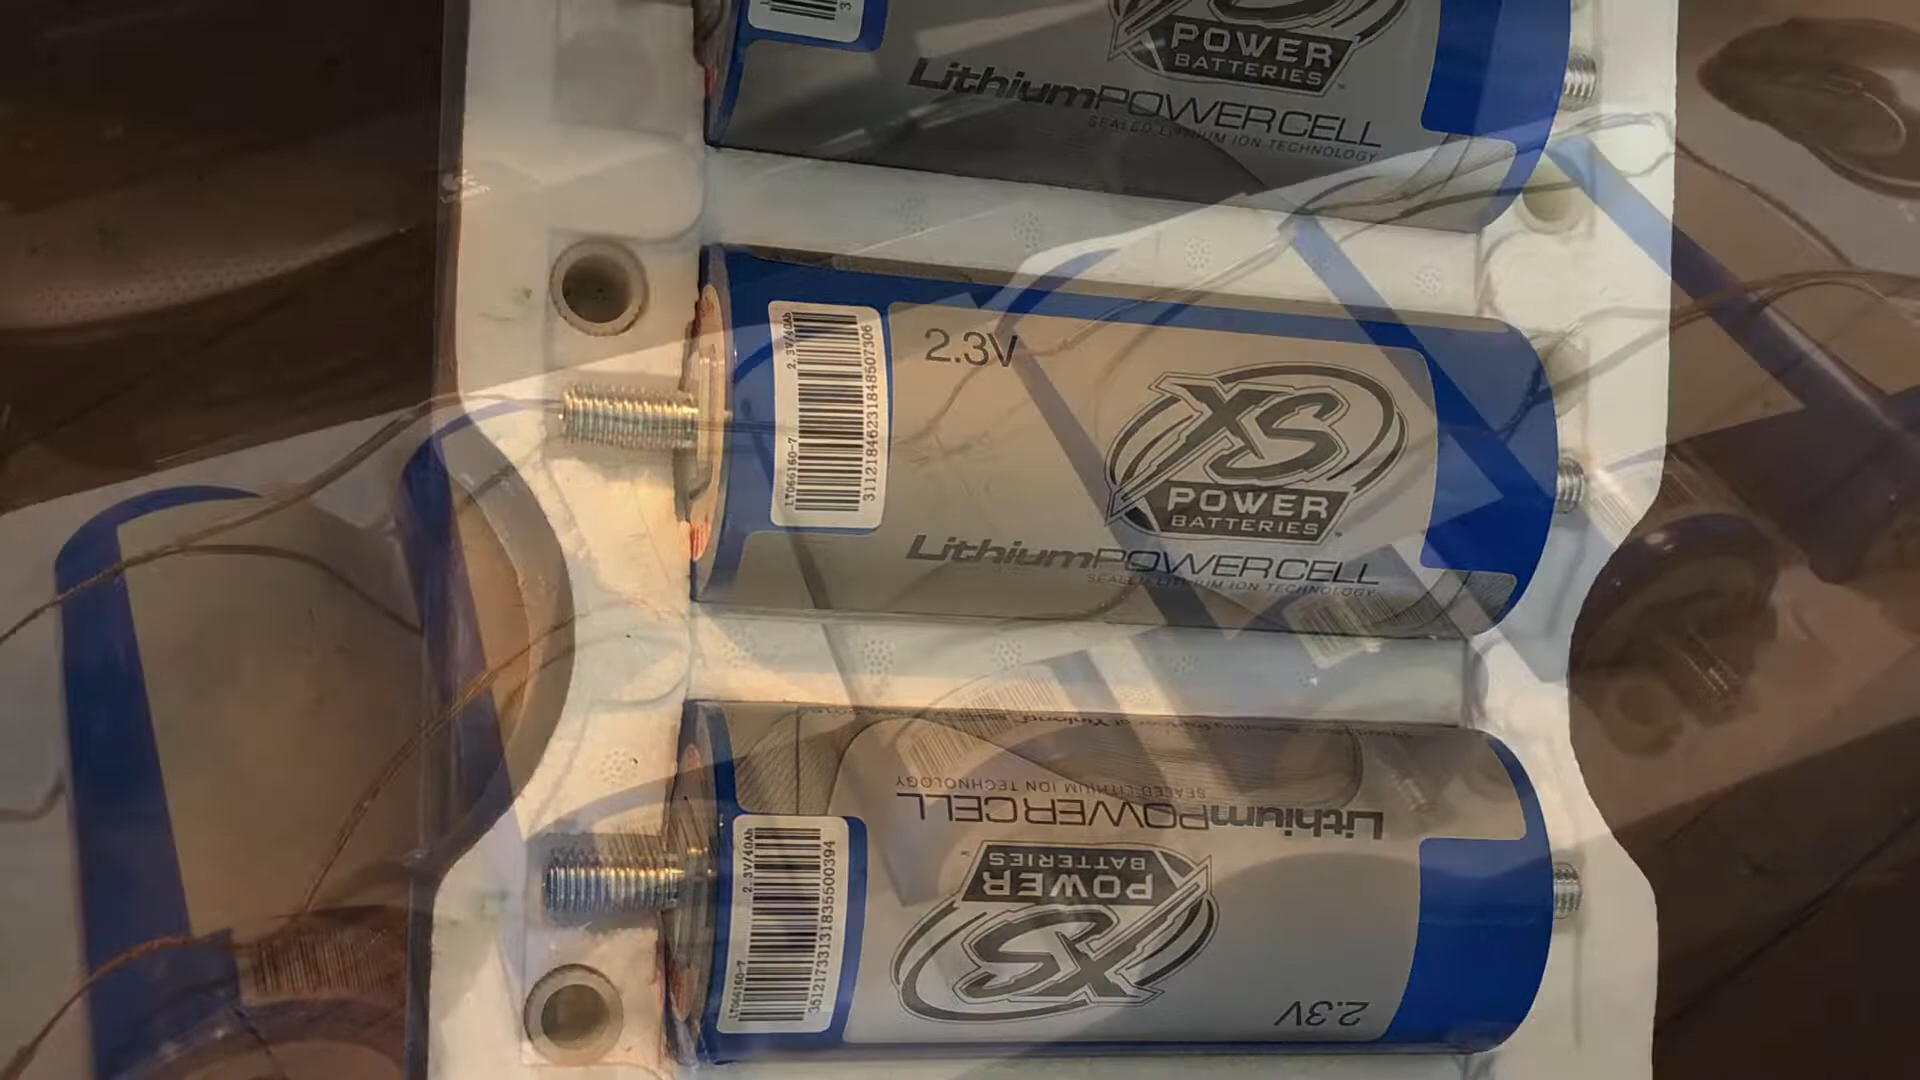 POWER
BATTERIES
LithiumPOWERCELL
SEALED LITHIUM ION TECHNOLOGY
2.3V/40Ah
LT066160-7
31121846231848507306
2.3V
XS
POWER
BATTERIES
LithiumPOWERCELL
SEALED LITHIUM ION TECHNOLOGY
LithiumPOWERCELL
SEALED LITHIUM ION TECHNOLOGY
XS
POWER
BATTERIES
2.3V
2.3V/40Ah
LT066160-7